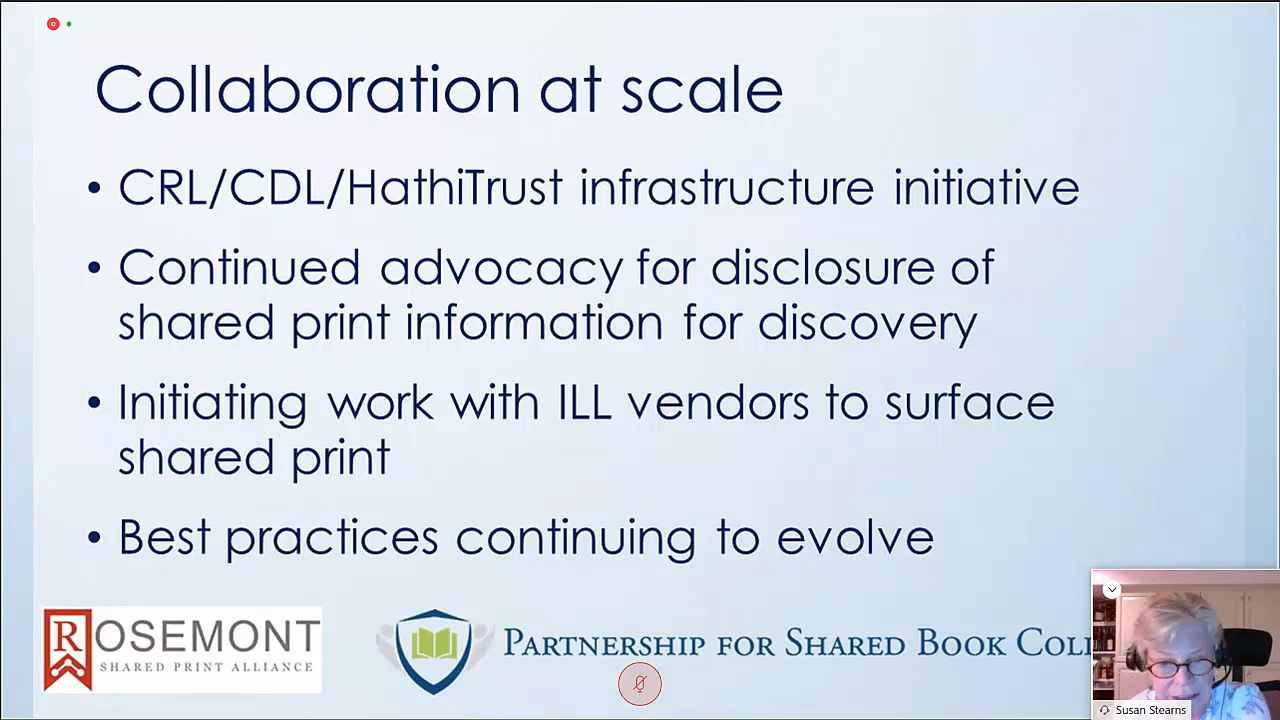 Collaboration at scale
• CRL/CDL/HathiTrust infrastructure initiative
• Continued advocacy for disclosure of
shared print information for discovery
• Initiating work with ILL vendors to surface
shared print
• Best practices continuing to evolve
ROSEMONT
SHARED PRINT ALLIANCE
PARTNERSHIP FOR SHARED BOOK COLL
Susan Stearns